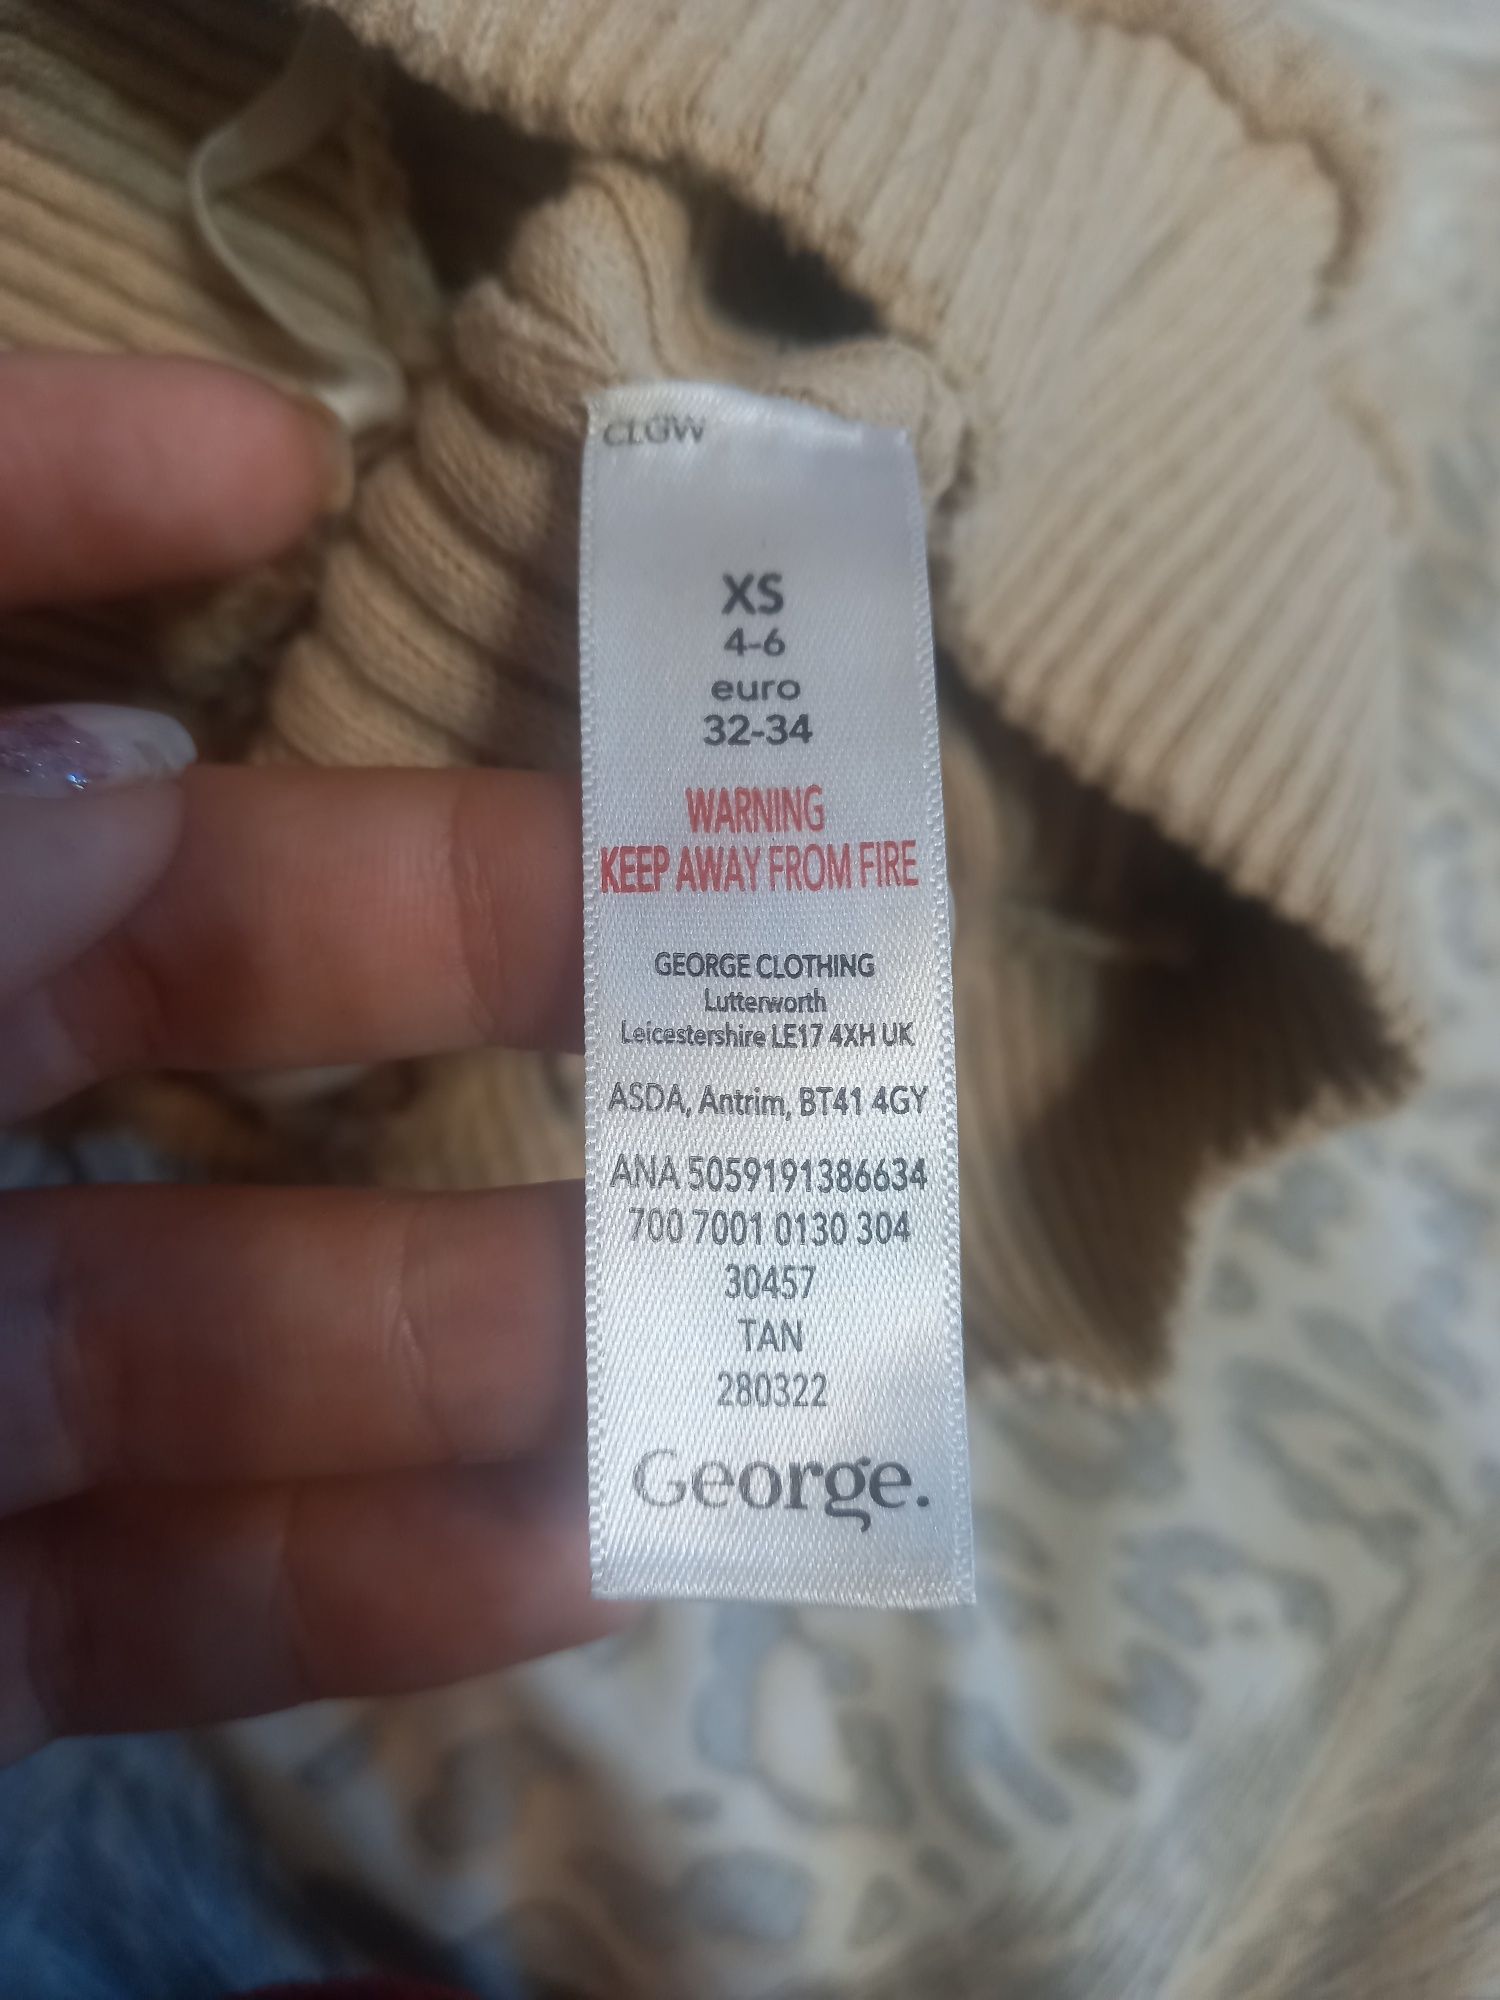 CLGW
XS
4-6
euro
32-34
WARNING
KEEP AWAY FROM FIRE
GEORGE CLOTHING
Lutterworth
Leicestershire LE17 4XH UK
ASDA, Antrim, BT41 4GY
ANA 5059191386634
700 7001 0130 304
30457
TAN
280322
George.